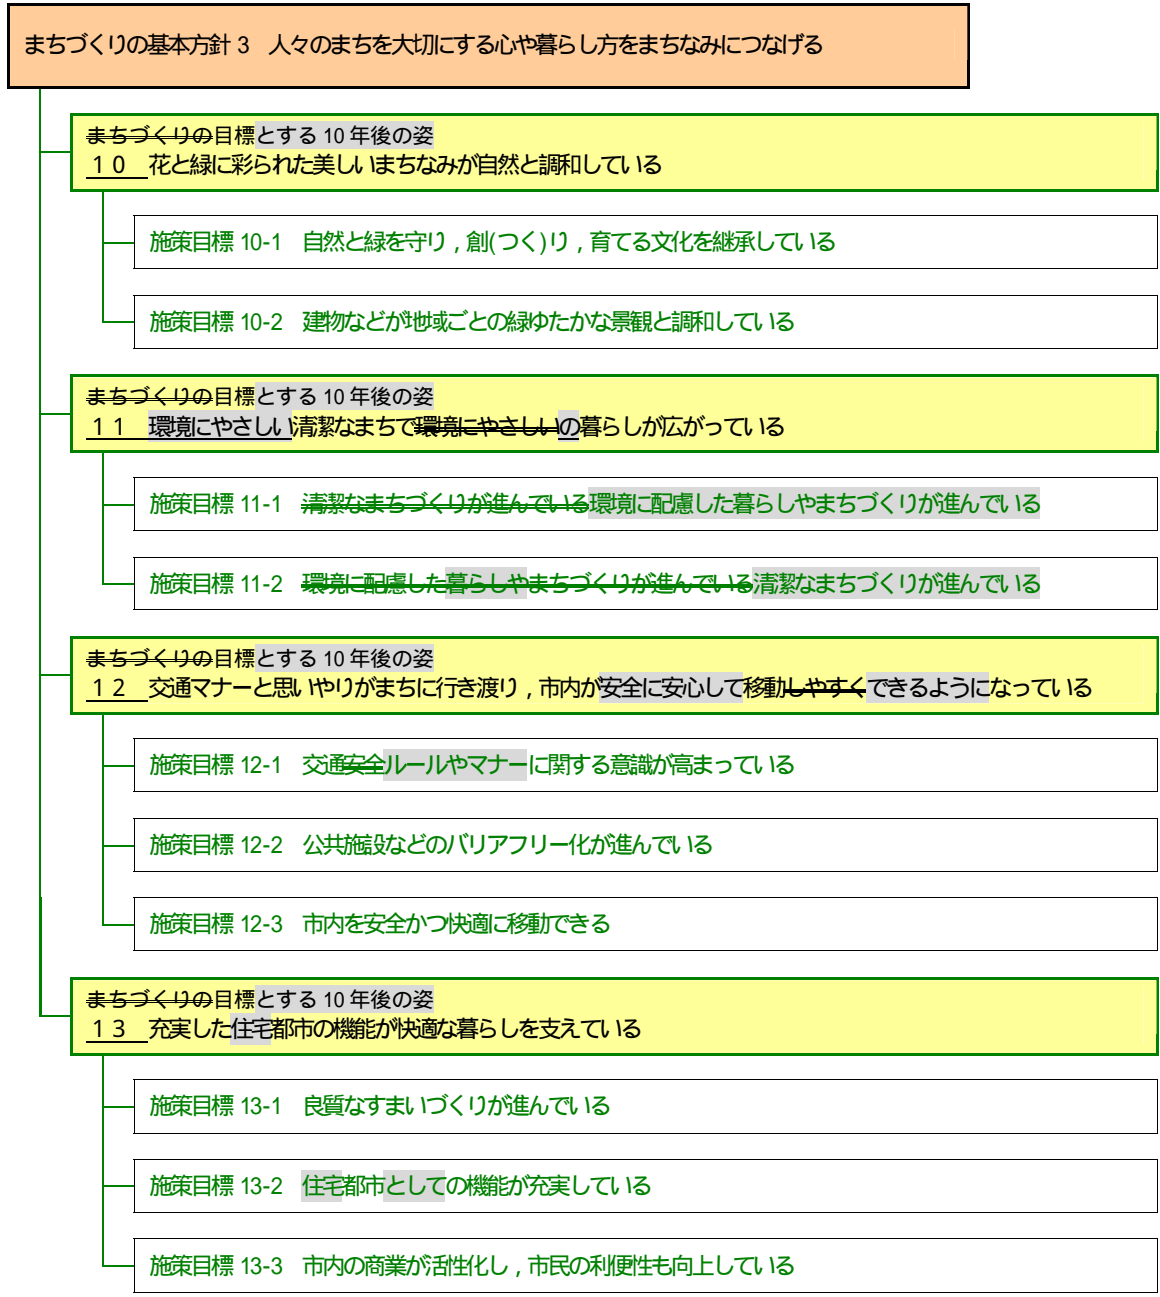 まちづくりの基本方針３　人々のまちを大切にする心や暮らし方をまちなみにつなげる
まちづくりの目標とする 10 年後の姿
１０　花と緑に彩られた美しいまちなみが自然と調和している
施策目標 10-1　自然と緑を守り，創(つく)り，育てる文化を継承している
施策目標 10-2　建物などが地域ごとの緑ゆたかな景観と調和している
まちづくりの目標とする 10 年後の姿
１１　環境にやさしい清潔なまちで環境にやさしいの暮らしが広がっている
施策目標 11-1　清潔なまちづくりが進んでいる環境に配慮した暮らしやまちづくりが進んでいる
施策目標 11-2　環境に配慮した暮らしやまちづくりが進んでいる清潔なまちづくりが進んでいる
まちづくりの目標とする 10 年後の姿
１２　交通マナーと思いやりがまちに行き渡り，市内が安全に安心して移動しやすくできるようになっている
施策目標 12-1　交通安全ルールやマナーに関する意識が高まっている
施策目標 12-2　公共施設などのバリアフリー化が進んでいる
施策目標 12-3　市内を安全かつ快適に移動できる
まちづくりの目標とする 10 年後の姿
１３　充実した住宅都市の機能が快適な暮らしを支えている
施策目標 13-1　良質なすまいづくりが進んでいる
施策目標 13-2　住宅都市としての機能が充実している
施策目標 13-3　市内の商業が活性化し，市民の利便性も向上している